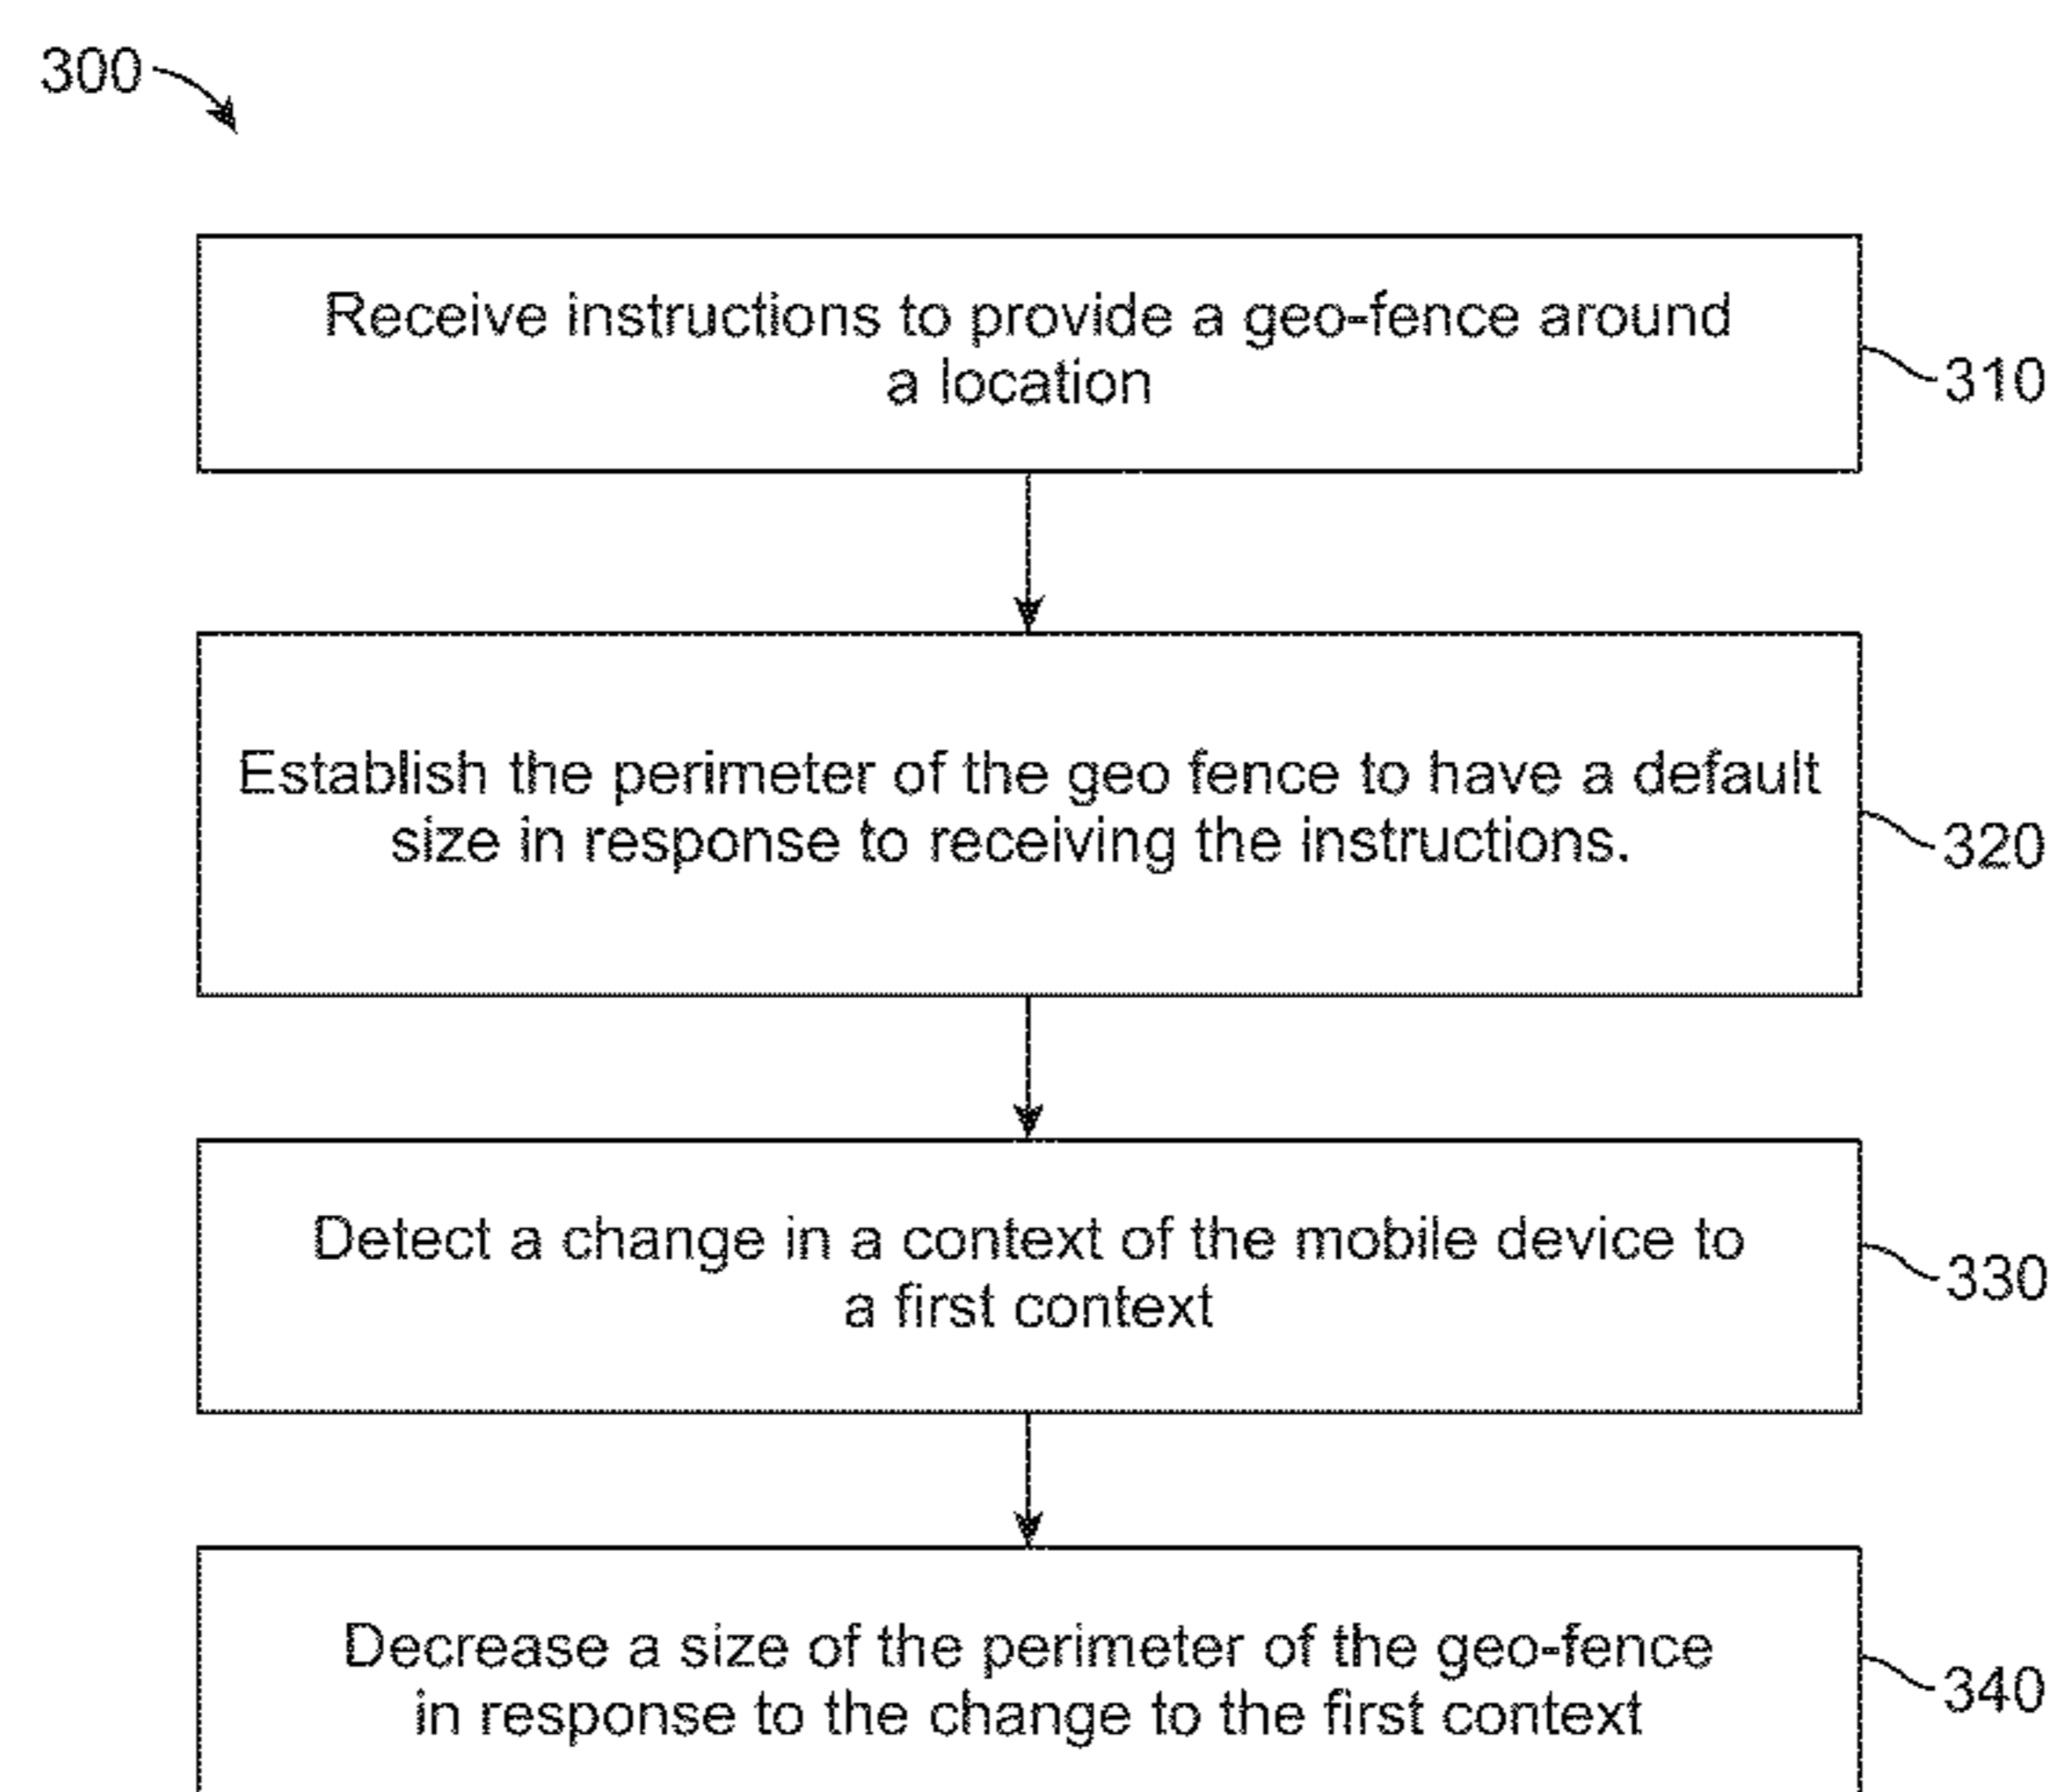 300
Receive instructions to provide a geo-fence around
a location
310
Establish the perimeter of the geo fence to have a default
size in response to receiving the instructions.
320
Detect a change in a context of the mobile device to
a first context
330
Decrease a size of the perimeter of the geo-fence
in response to the change to the first context
340